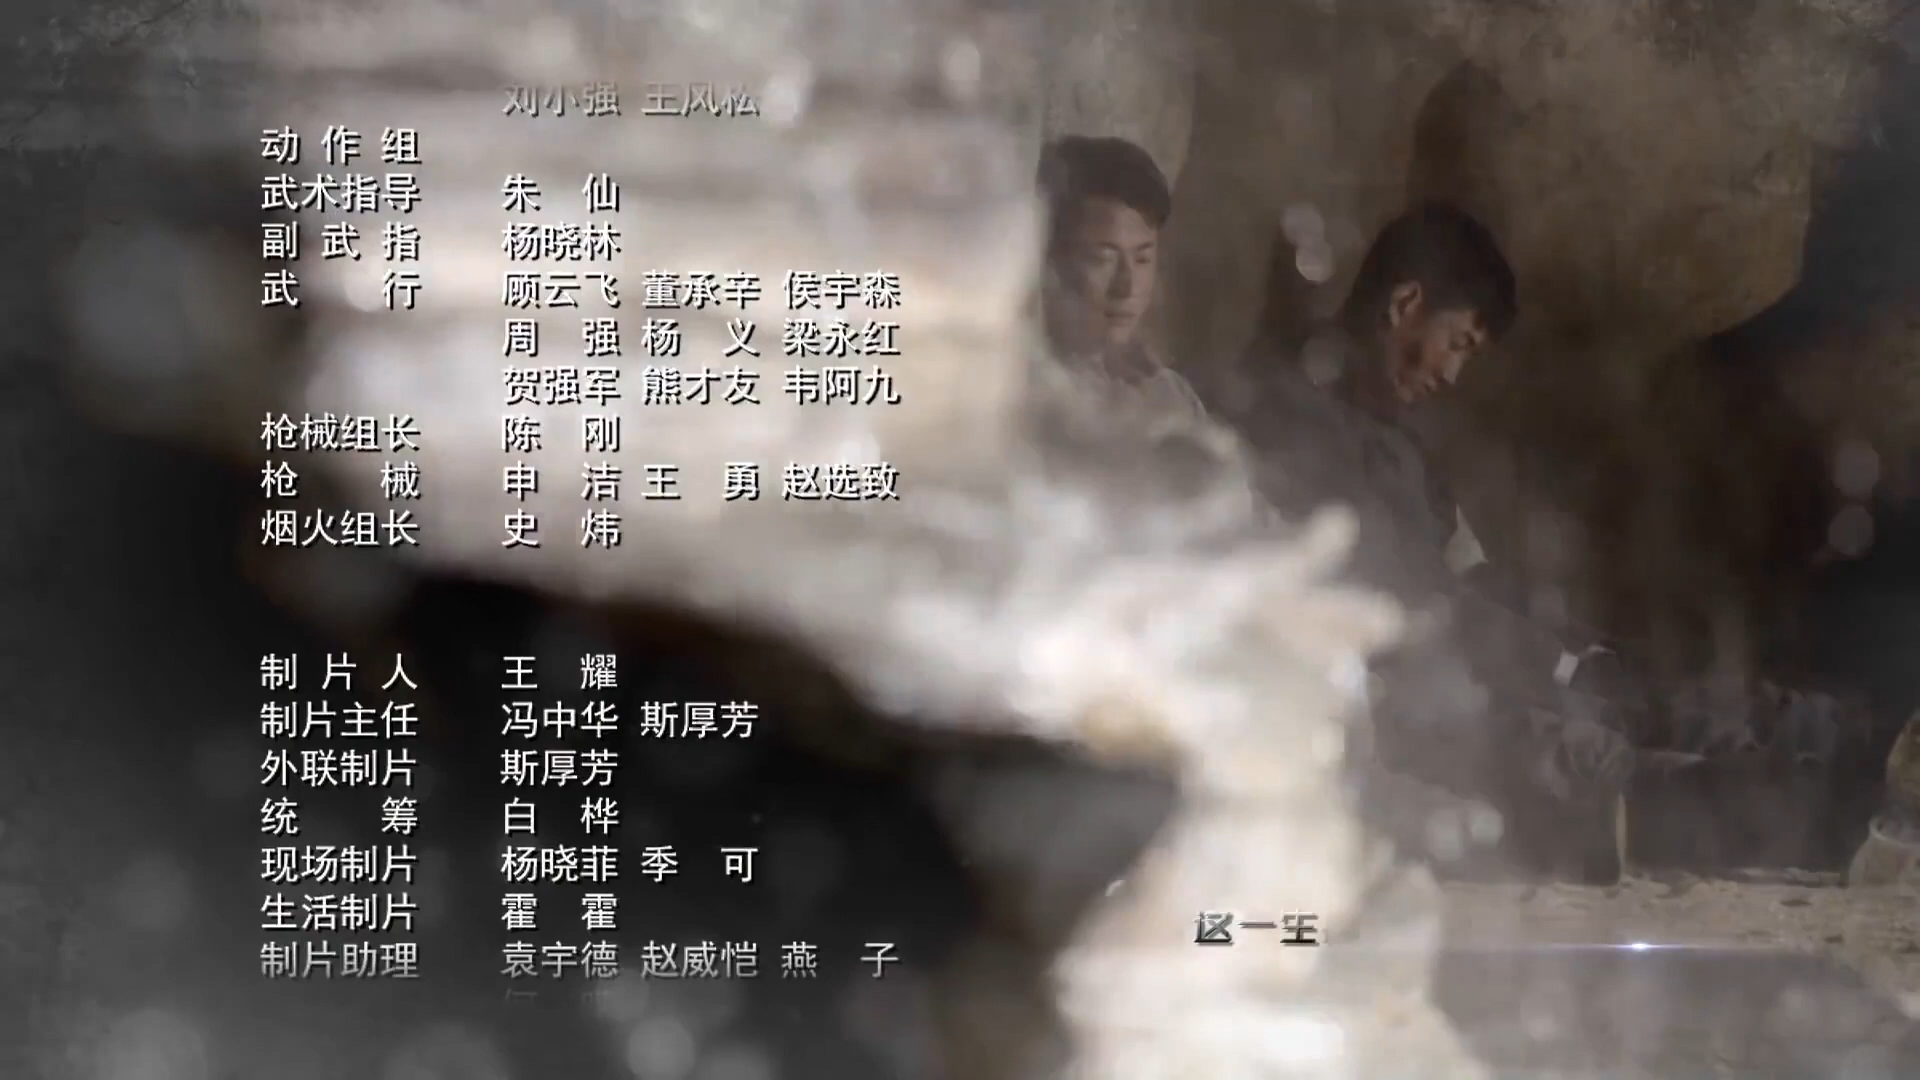 刘小强 王风松
动作组
武术指导 朱仙
副武指 杨晓林
武行 顾云飞 董承辛 侯宇森
周强 杨义 梁永红
贺强军 熊才友 韦阿九
枪械组长 陈刚
枪械 申洁 王勇 赵选致
烟火组长 史炜
制片人 王耀
制片主任 冯中华 斯厚芳
外联制片 斯厚芳
统筹 白桦
现场制片 杨晓菲 季可
生活制片 霍霍
制片助理 袁宇德 赵威恺 燕子
这一生